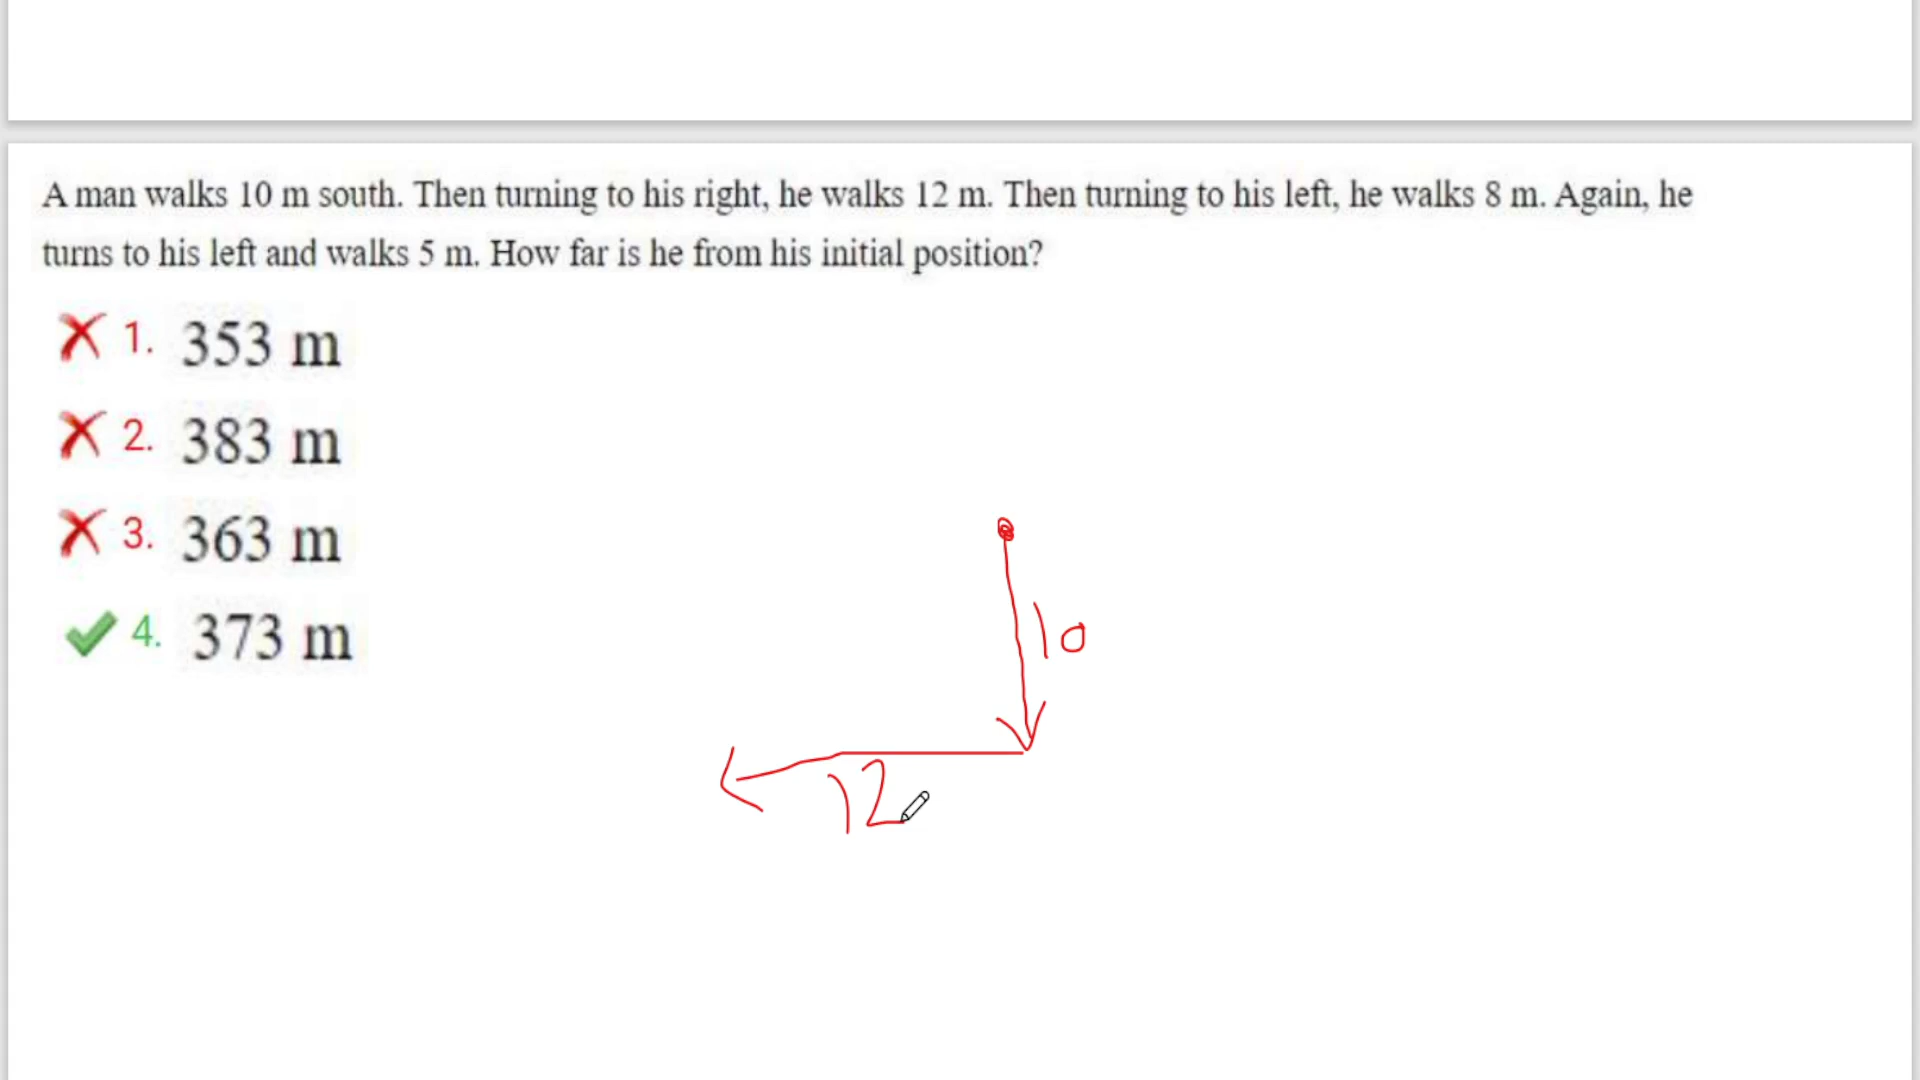 A man walks 10 m south. Then turning to his right, he walks 12 m. Then turning to his left, he walks 8 m. Again, he
turns to his left and walks 5 m. How far is he from his initial position?
1. 353 m
2. 383 m
3. 363 m
4. 373 m
10
12